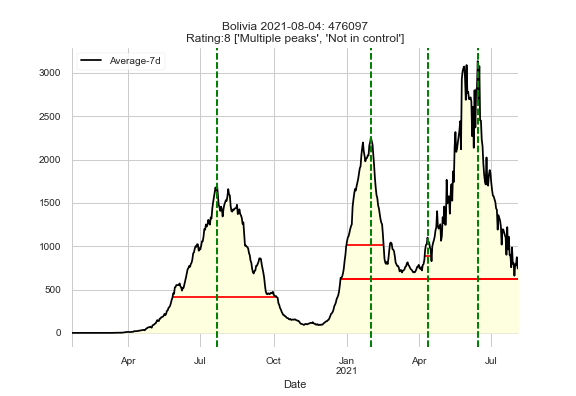 Bolivia 2021-08-04: 476097
Rating:8 ['Multiple peaks', 'Not in control']
Average-7d
3000
2500
2000
1500
1000
500
0
Apr Jul Oct Jan Apr Jul
2021
Date